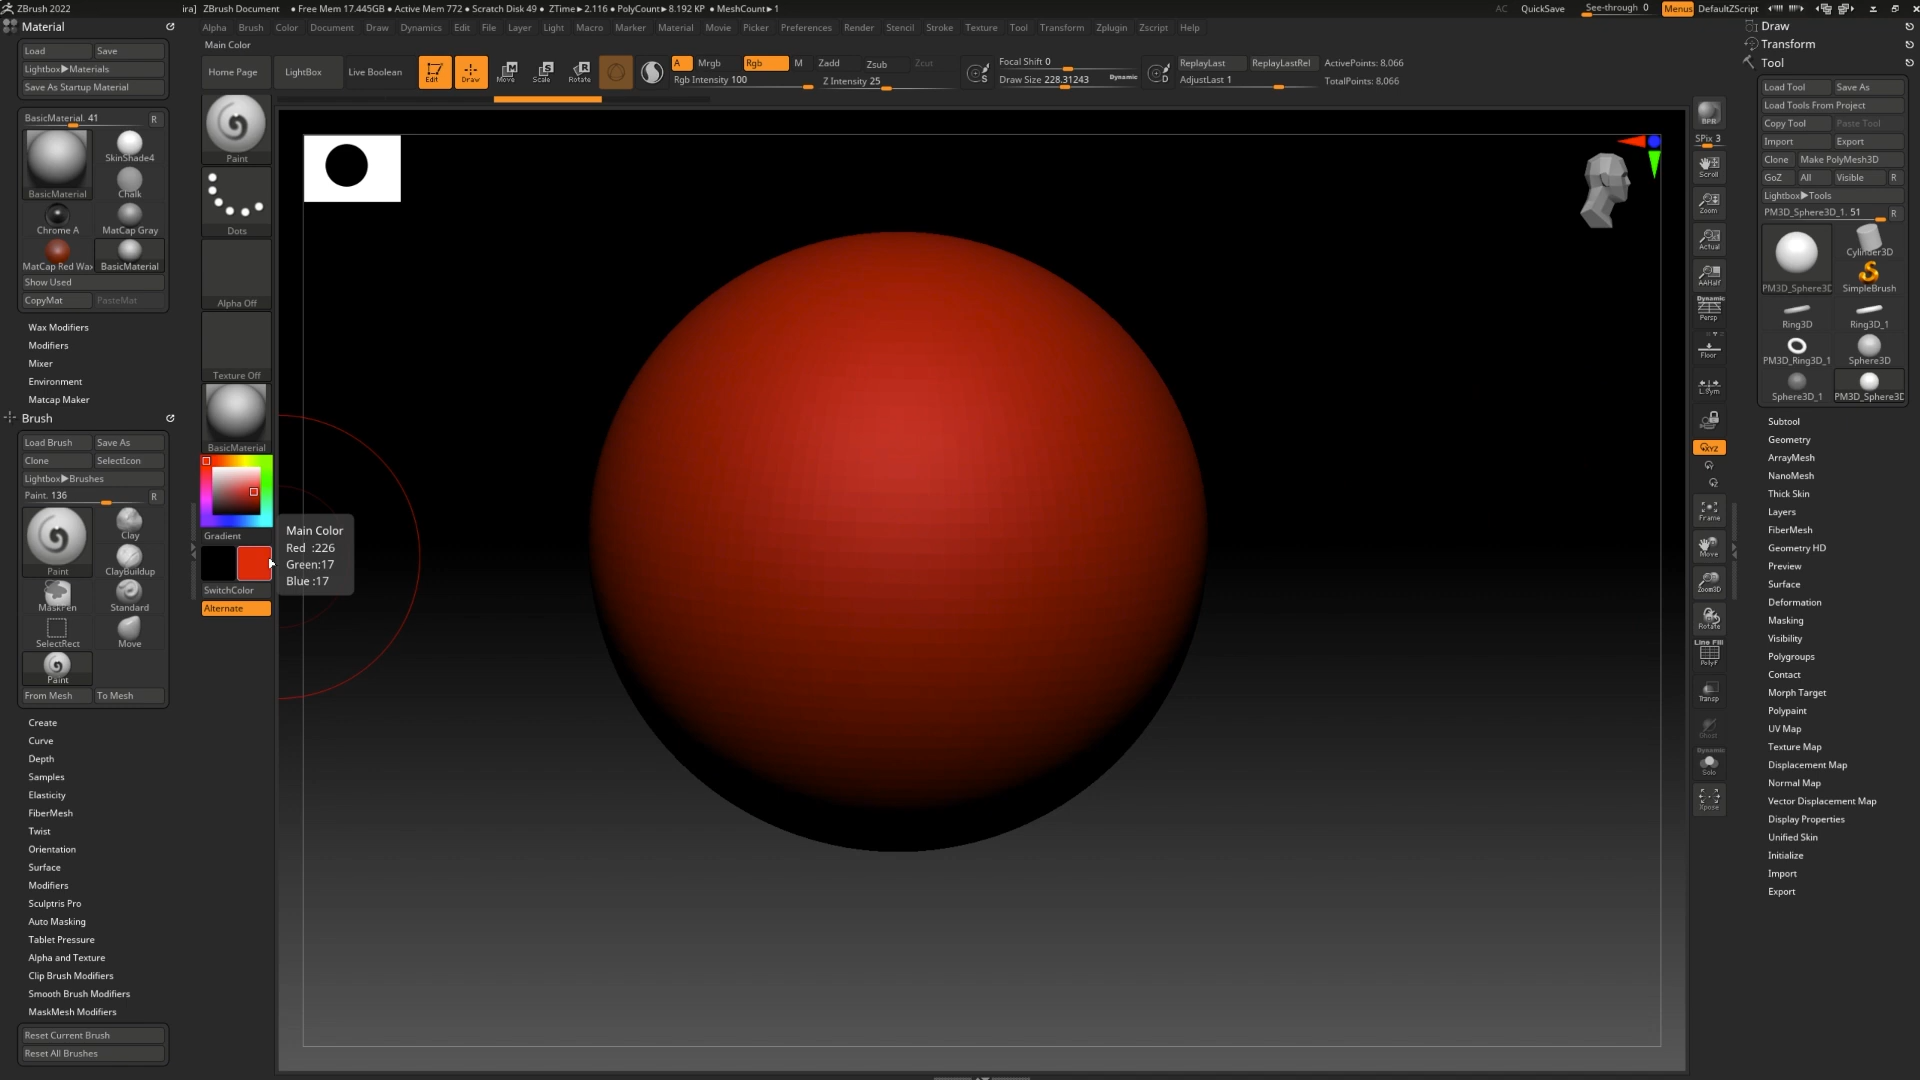 ZBrush 2022 ira] ZBrush Document • Free Mem 17.445GB • Active Mem 772 • Scratch Disk 49 • ZTime▶2.116 • PolyCount▶8.192 KP • MeshCount▶1 AC QuickSave See-through 0 Menus DefaultZScript
Alpha Brush Color Document Draw Dynamics Edit File Layer Light Macro Marker Material Movie Picker Preferences Render Stencil Stroke Texture Tool Transform Zplugin Zscript Help
Main Color
Home Page LightBox Live Boolean Edit Draw Move Scale Rotate
A Mrgb Rgb M Zadd Zsub Zcut
Rgb Intensity 100 Z Intensity 25
Focal Shift 0
Draw Size 228.31243 Dynamic
S
D
ReplayLast ReplayLastRel ActivePoints: 8,066
AdjustLast 1 TotalPoints: 8,066
Material
Load Save
Lightbox▶Materials
Save As Startup Material
BasicMaterial. 41 R
SkinShade4
BasicMaterial Chalk
Chrome A MatCap Gray
MatCap Red Wax BasicMaterial
Show Used
CopyMat PasteMat
Wax Modifiers
Modifiers
Mixer
Environment
Matcap Maker
Brush
Load Brush Save As
Clone SelectIcon
Lightbox▶Brushes
Paint. 136 R
Clay
Paint ClayBuildup
MaskPen Standard
SelectRect Move
Paint
From Mesh To Mesh
Create
Curve
Depth
Samples
Elasticity
FiberMesh
Twist
Orientation
Surface
Modifiers
Sculptris Pro
Auto Masking
Tablet Pressure
Alpha and Texture
Clip Brush Modifiers
Smooth Brush Modifiers
MaskMesh Modifiers
Reset Current Brush
Reset All Brushes
Paint
Dots
Alpha Off
Texture Off
BasicMaterial
Gradient
SwitchColor
Alternate
Main Color
Red :226
Green:17
Blue :17
BPR
SPix 3
Scroll
Zoom
Actual
AAHalf
Dynamic
Persp
Floor
L.Sym
XYZ
Frame
Move
Zoom3D
Rotate
Line Fill
PolyF
Transp
Ghost
Dynamic
Solo
Xpose
Draw
Transform
Tool
Load Tool Save As
Load Tools From Project
Copy Tool Paste Tool
Import Export
Clone Make PolyMesh3D
GoZ All Visible R
Lightbox▶Tools
PM3D_Sphere3D_1. 51 R
Cylinder3D
PM3D_Sphere3D SimpleBrush
Ring3D Ring3D_1
PM3D_Ring3D_1 Sphere3D
Sphere3D_1 PM3D_Sphere3D
Subtool
Geometry
ArrayMesh
NanoMesh
Thick Skin
Layers
FiberMesh
Geometry HD
Preview
Surface
Deformation
Masking
Visibility
Polygroups
Contact
Morph Target
Polypaint
UV Map
Texture Map
Displacement Map
Normal Map
Vector Displacement Map
Display Properties
Unified Skin
Initialize
Import
Export